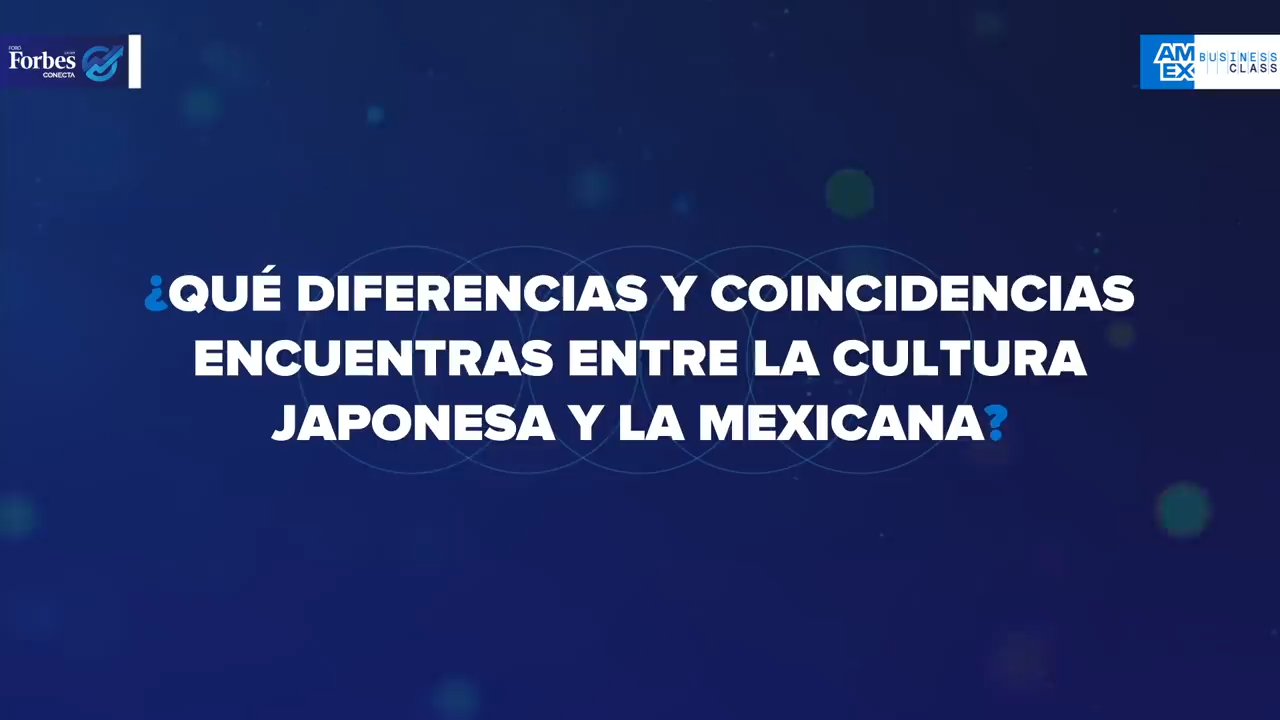 FORO
Forbes
CONECTA
AM
EX
BUSINESS
CLASS
¿QUÉ DIFERENCIAS Y COINCIDENCIAS
ENCUENTRAS ENTRE LA CULTURA
JAPONESA Y LA MEXICANA?